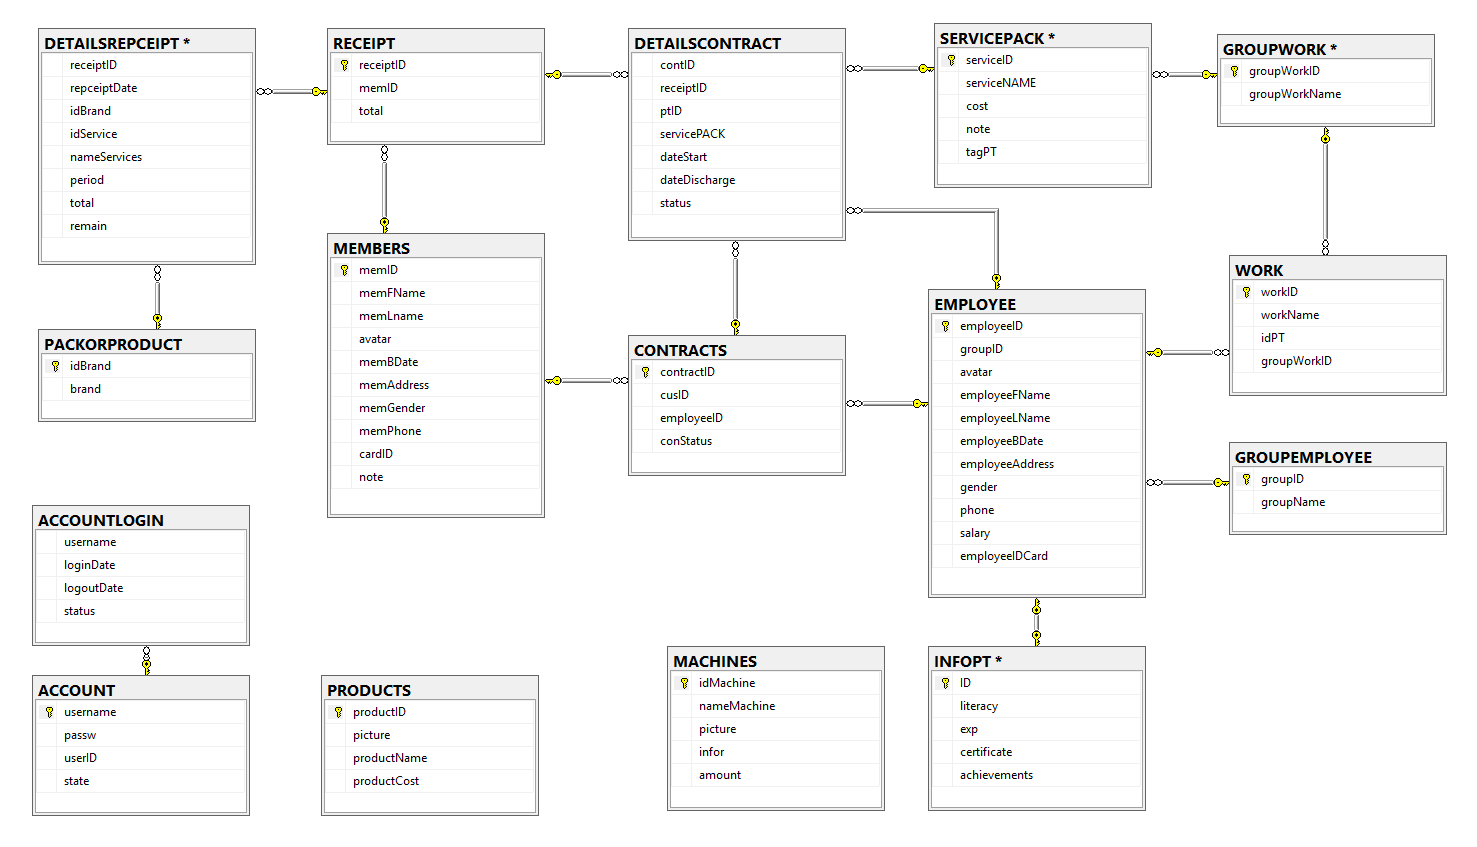 DETAILSREPCEIPT *
receiptID
repceiptDate
idBrand
idService
nameServices
period
total
remain
RECEIPT
receiptID
memID
total
DETAILSCONTRACT
contID
receiptID
ptID
servicePACK
dateStart
dateDischarge
status
SERVICEPACK *
serviceID
serviceNAME
cost
note
tagPT
GROUPWORK *
groupWorkID
groupWorkName
PACKORPRODUCT
idBrand
brand
MEMBERS
memID
memFName
memLname
avatar
memBDate
memAddress
memGender
memPhone
cardID
note
CONTRACTS
contractID
cusID
employeeID
conStatus
EMPLOYEE
employeeID
groupID
avatar
employeeFName
employeeLName
employeeBDate
employeeAddress
gender
phone
salary
employeeIDCard
WORK
workID
workName
idPT
groupWorkID
GROUPEMPLOYEE
groupID
groupName
ACCOUNTLOGIN
username
loginDate
logoutDate
status
ACCOUNT
username
passw
userID
state
PRODUCTS
productID
picture
productName
productCost
MACHINES
idMachine
nameMachine
picture
infor
amount
INFOPT *
ID
literacy
exp
certificate
achievements